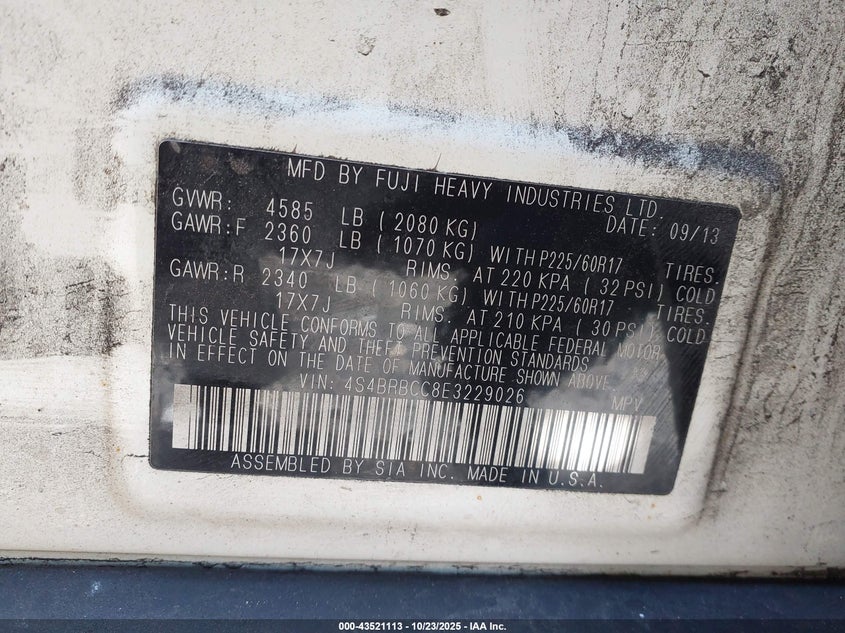 MFD BY FUJI HEAVY INDUSTRIES LTD.
GVWR: 4585 LB ( 2080 KG) DATE: 09/13
GAWR:F 2360 LB ( 1070 KG) WITH P225/60R17 TIRES.
17X7J RIMS. AT 220 KPA ( 32 PSI) COLD
GAWR:R 2340 LB ( 1060 KG) WITH P225/60R17 TIRES.
17X7J RIMS. AT 210 KPA ( 30 PSI) COLD
THIS VEHICLE CONFORMS TO ALL APPLICABLE FEDERAL MOTOR
VEHICLE SAFETY AND THEFT PREVENTION STANDARDS
IN EFFECT ON THE DATE OF MANUFACTURE SHOWN ABOVE.
VIN: 4S4BRBCC8E3229026 MPV
ASSEMBLED BY SIA INC. MADE IN U.S.A.
000-43521113 - 10/23/2025 - IAA Inc.